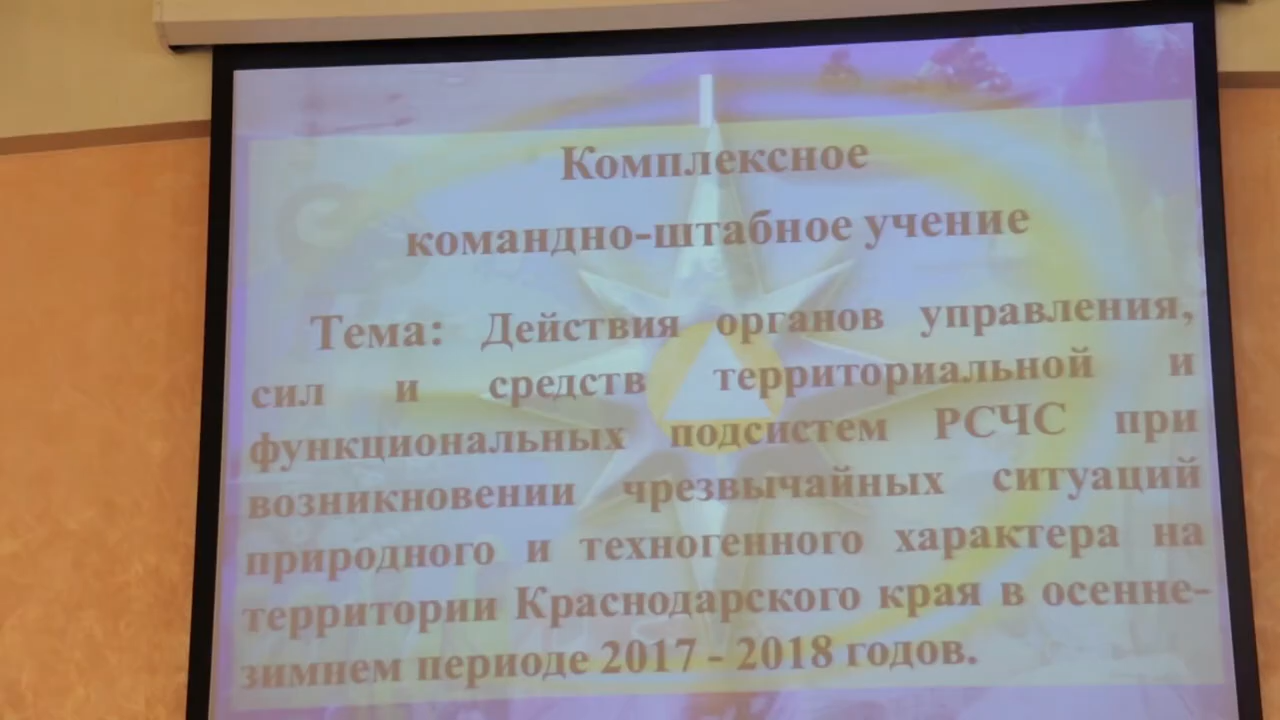 Комплексное
командно-штабное учение
Тема: Действия органов управления,
сил и средств территориальной и
функциональных подсистем РСЧС при
возникновении чрезвычайных ситуаций
природного и техногенного характера на
территории Краснодарского края в осенне-
зимнем периоде 2017 - 2018 годов.